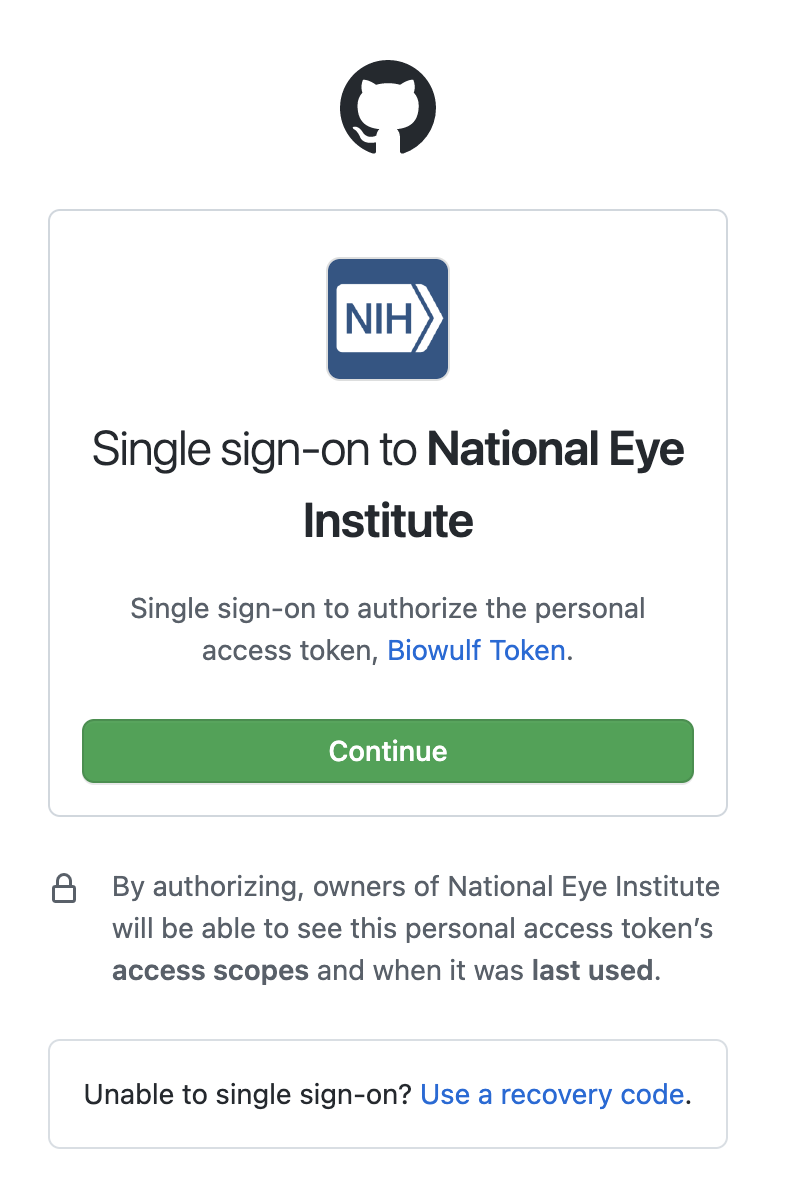 NIH
Single sign-on to National Eye
Institute
Single sign-on to authorize the personal
access token, Biowulf Token.
Continue
By authorizing, owners of National Eye Institute
will be able to see this personal access token’s
access scopes and when it was last used.
Unable to single sign-on? Use a recovery code.